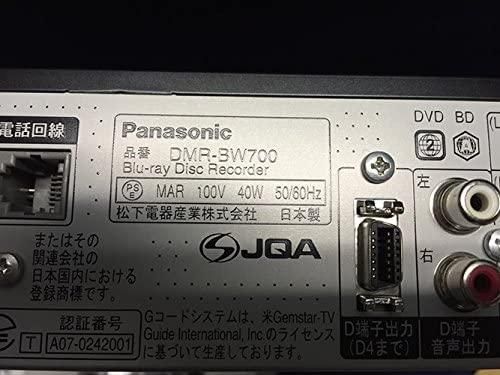 電話回線
Panasonic
品番 DMR-BW700
Blu-ray Disc Recorder
PS E MAR 100V 40W 50/60Hz
松下電器産業株式会社 日本製
JQA
DVD BD
2 A
左
右
D端子出力
(D4まで)
D端子
音声出力
またはその
関連会社の
日本国内における
登録商標です。
認証番号
T A07-0242001
Gコードシステムは、米Gemstar-TV
Guide International, Inc.のライセンス
に基づいて生産しております。